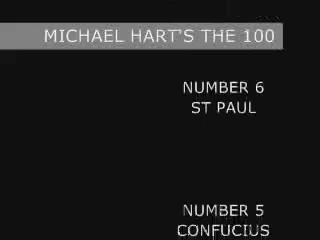 MICHAEL HART'S THE 100
NUMBER 6
ST PAUL
NUMBER 5
CONFUCIUS